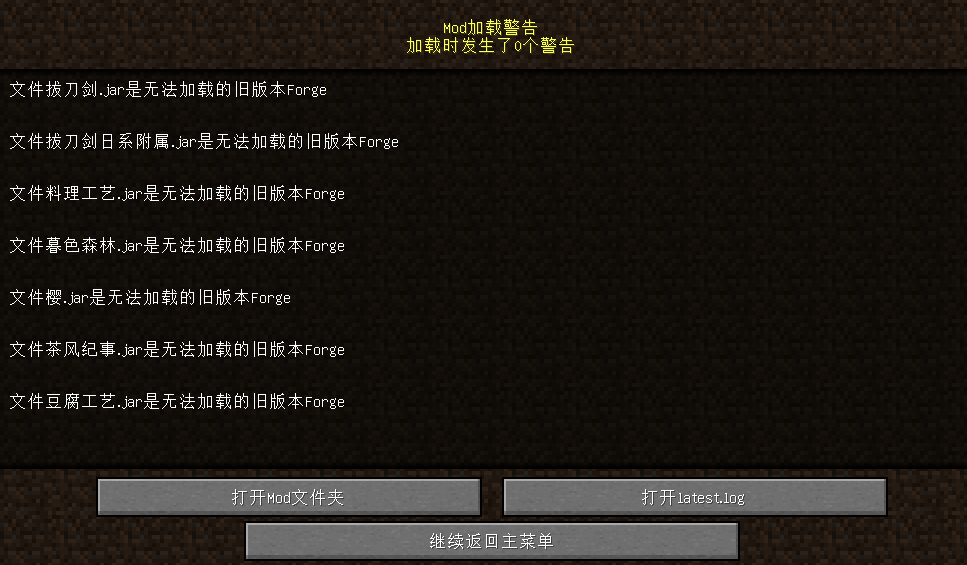 Mod加载警告
加载时发生了0个警告
文件拔刀剑.jar是无法加载的旧版本Forge
文件拔刀剑日系附属.jar是无法加载的旧版本Forge
文件料理工艺.jar是无法加载的旧版本Forge
文件暮色森林.jar是无法加载的旧版本Forge
文件樱.jar是无法加载的旧版本Forge
文件茶风纪事.jar是无法加载的旧版本Forge
文件豆腐工艺.jar是无法加载的旧版本Forge
打开Mod文件夹
打开latest.log
继续返回主菜单